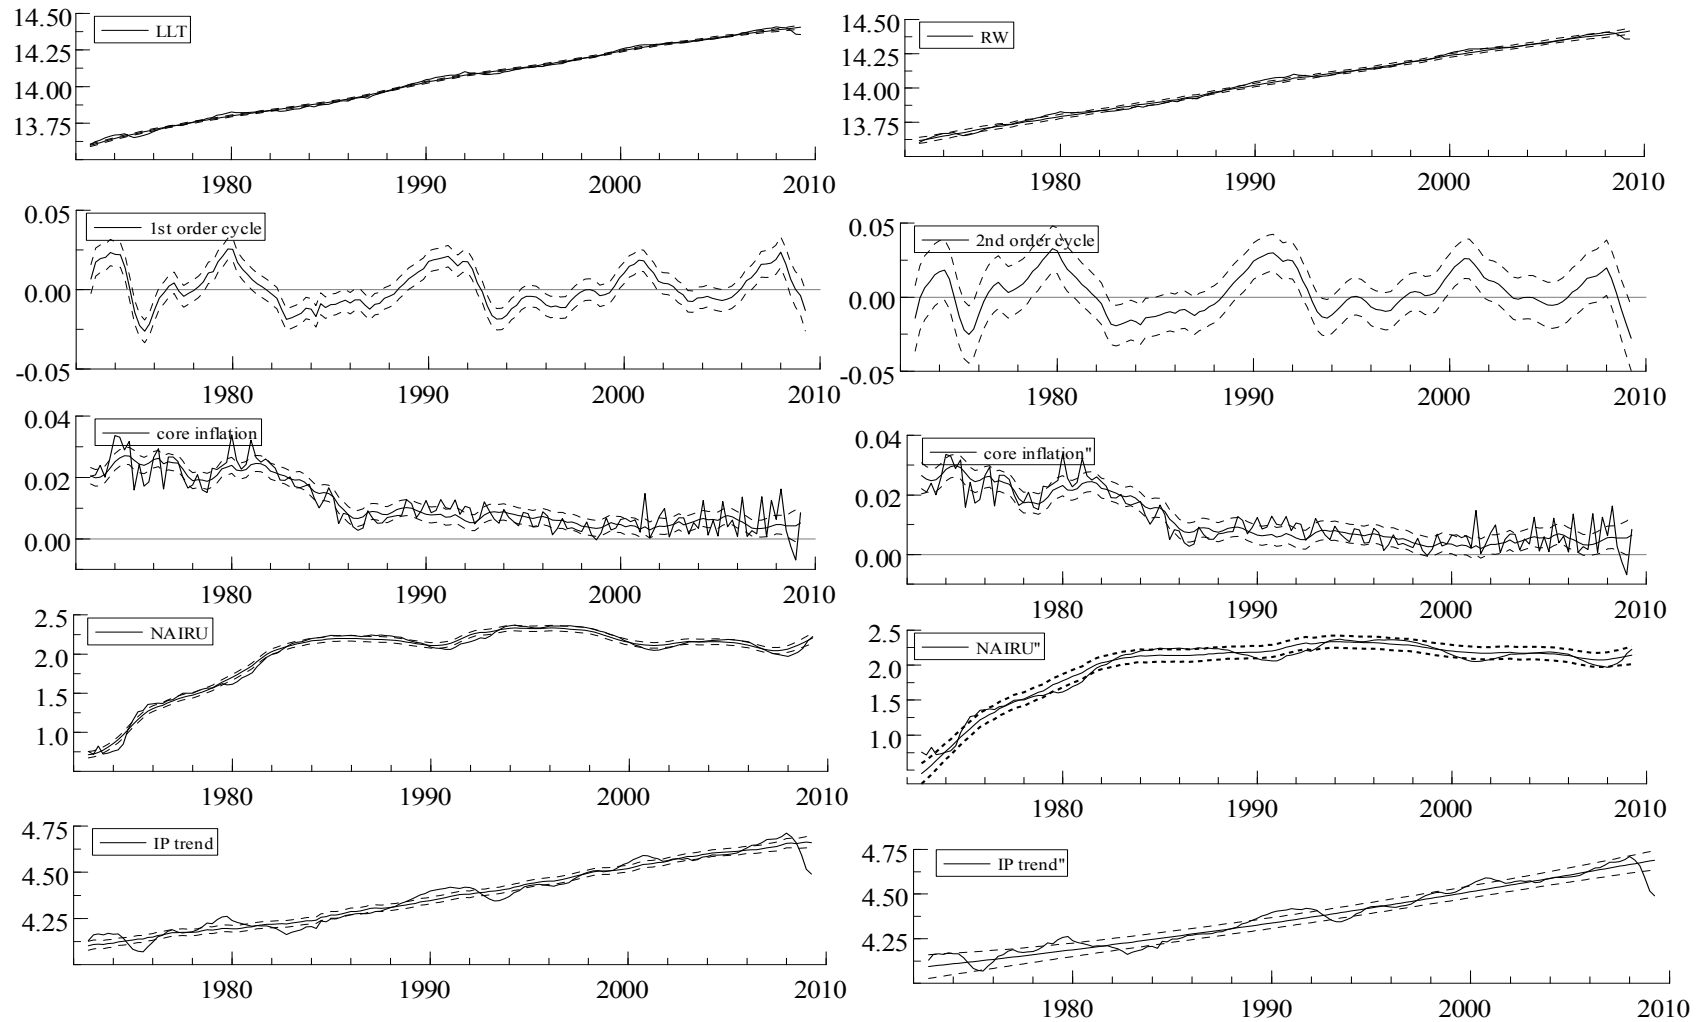 14.50
LLT
14.25
14.00
13.75
1980 1990 2000 2010
14.50
RW
14.25
14.00
13.75
1980 1990 2000 2010
0.05
1st order cycle
0.00
-0.05
1980 1990 2000 2010
0.05
2nd order cycle
0.00
-0.05
1980 1990 2000 2010
0.04
core inflation
0.02
0.00
1980 1990 2000 2010
0.04
core inflation"
0.02
0.00
1980 1990 2000 2010
2.5
NAIRU
2.0
1.5
1.0
1980 1990 2000 2010
2.5
NAIRU"
2.0
1.5
1.0
1980 1990 2000 2010
4.75
IP trend
4.50
4.25
1980 1990 2000 2010
4.75
IP trend"
4.50
4.25
1980 1990 2000 2010